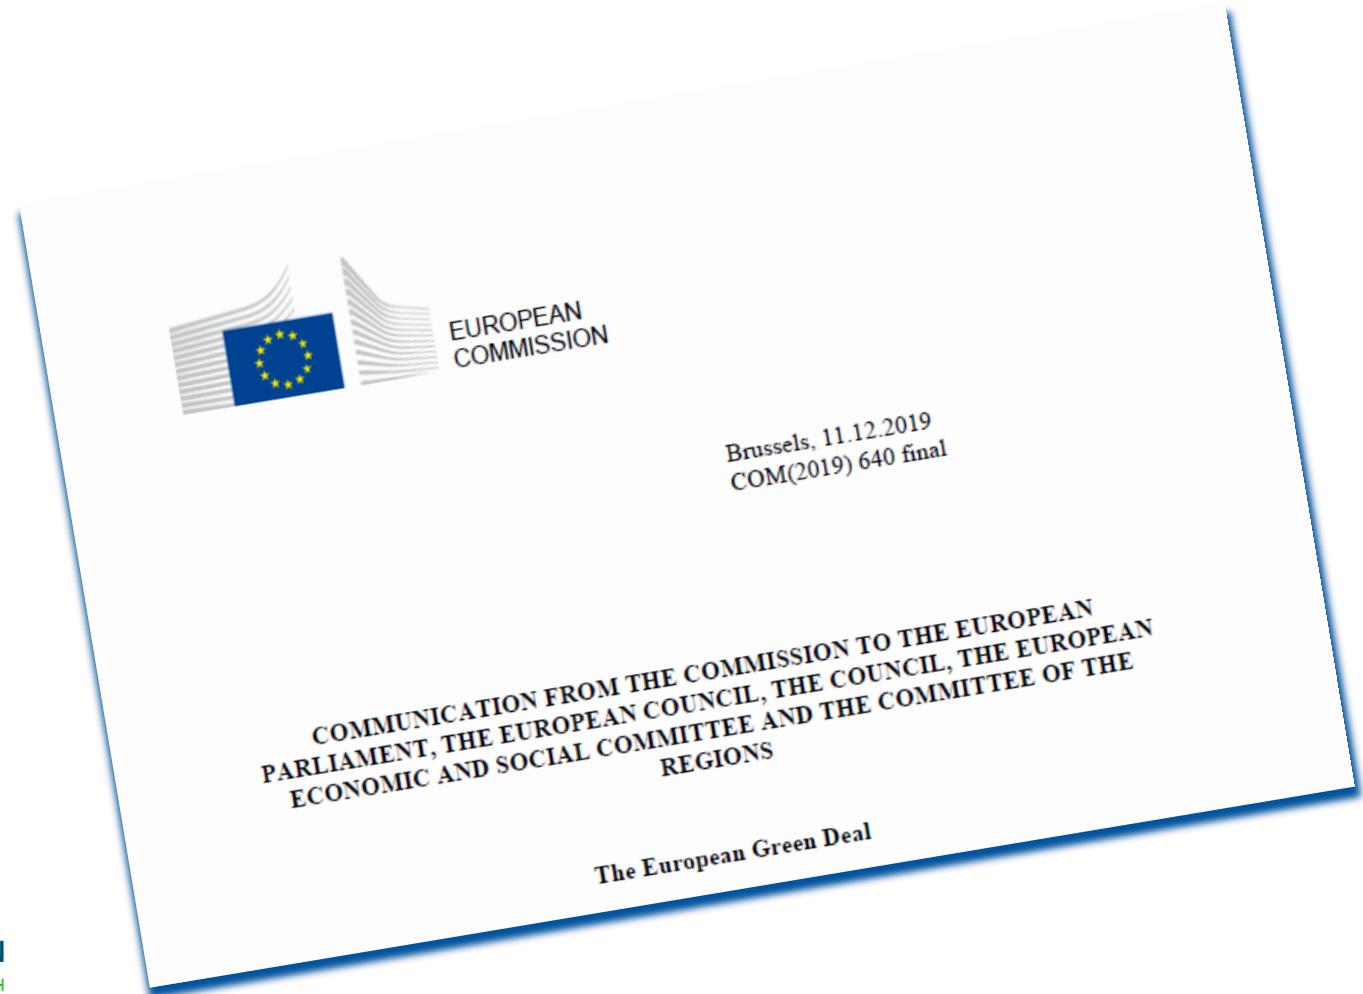 EUROPEAN
COMMISSION
Brussels, 11.12.2019
COM(2019) 640 final
COMMUNICATION FROM THE COMMISSION TO THE EUROPEAN
PARLIAMENT, THE EUROPEAN COUNCIL, THE COUNCIL, THE EUROPEAN
ECONOMIC AND SOCIAL COMMITTEE AND THE COMMITTEE OF THE
REGIONS
The European Green Deal